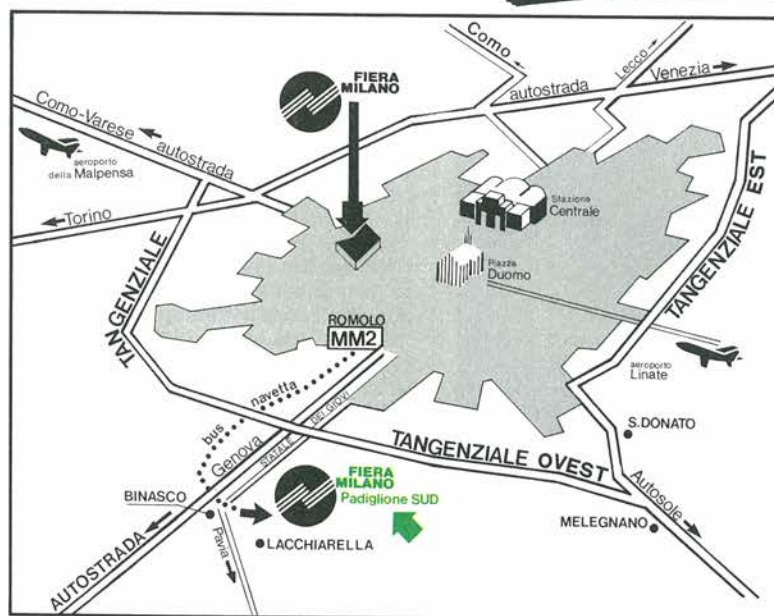 Como
Lecco
FIERA
MILANO
autostrada
Venezia
Como-Varese
autostrada
aeroporto
della Malpensa
Stazione
Centrale
Torino
TANGENZIALE
TANGENZIALE EST
Piazza
Duomo
ROMOLO
MM2
aeroporto
Linate
bus navetta
Genova
STATALE DEI GIOVI
TANGENZIALE OVEST
S.DONATO
FIERA
MILANO
Padiglione SUD
Autosole
BINASCO
MELEGNANO
Pavia
LACCHIARELLA
AUTOSTRADA